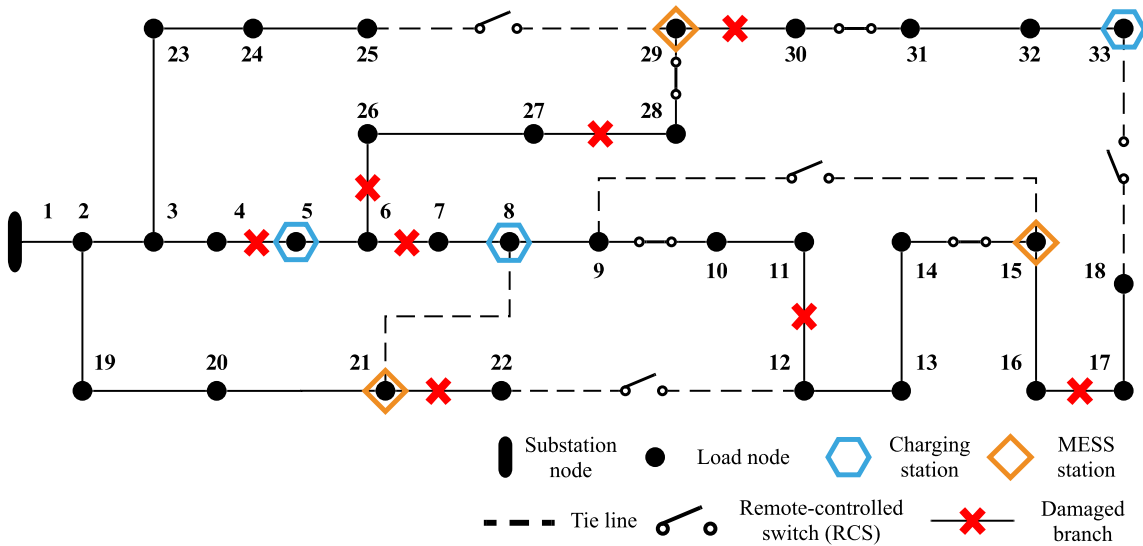 23 24 25 29 30 31 32 33
26 27 28
1 2 3 4 5 6 7 8
9 10 11 14 15 18
19 20 21 22 12 13 16 17
Substation node
Load node
Charging station
MESS station
Tie line
Remote-controlled switch (RCS)
Damaged branch